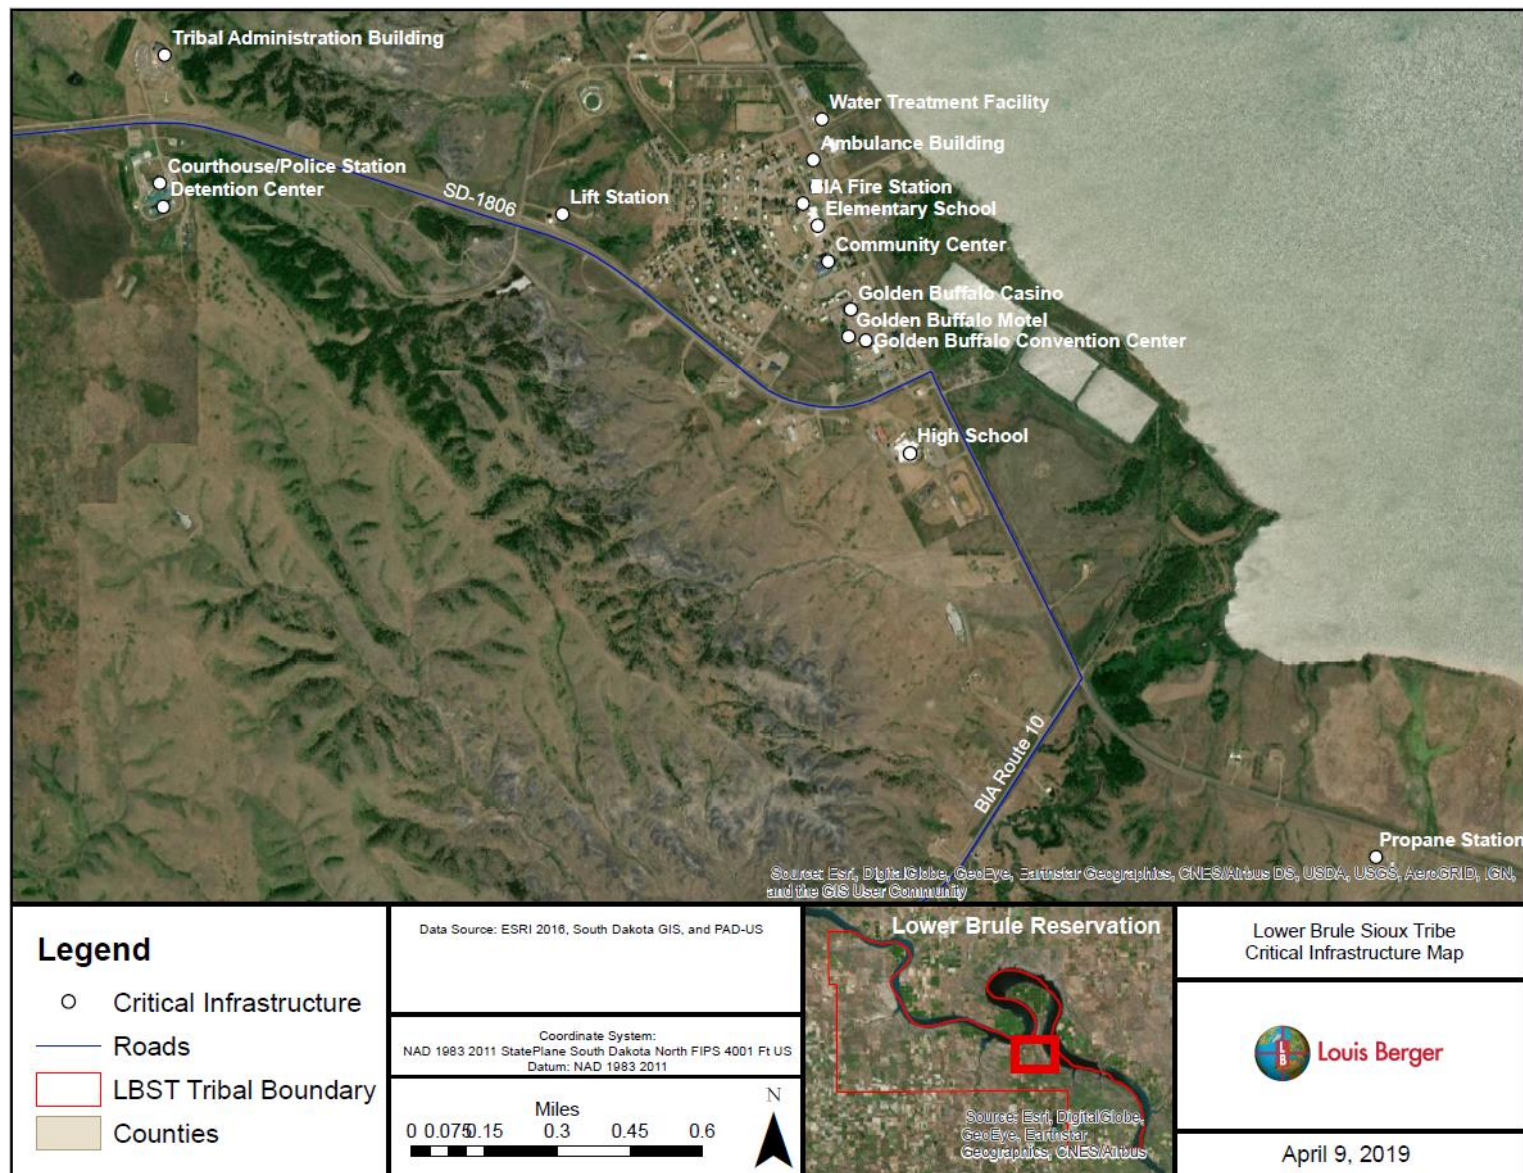 Tribal Administration Building
Water Treatment Facility
Ambulance Building
Courthouse/Police Station
Detention Center
SD-1806
Lift Station
BIA Fire Station
Elementary School
Community Center
Golden Buffalo Casino
Golden Buffalo Motel
Golden Buffalo Convention Center
High School
BIA Route 10
Propane Station
Source: Esri, DigitalGlobe, GeoEye, Earthstar Geographics, CNES/Airbus DS, USDA, USGS, AeroGRID, IGN,
and the GIS User Community
Legend
Critical Infrastructure
Roads
LBST Tribal Boundary
Counties
Data Source: ESRI 2016, South Dakota GIS, and PAD-US
Coordinate System:
NAD 1983 2011 StatePlane South Dakota North FIPS 4001 Ft US
Datum: NAD 1983 2011
Miles
0 0.075 0.15 0.3 0.45 0.6
N
Lower Brule Reservation
Source: Esri, DigitalGlobe,
GeoEye, Earthstar
Geographics, CNES/Airbus
Lower Brule Sioux Tribe
Critical Infrastructure Map
LB
Louis Berger
April 9, 2019